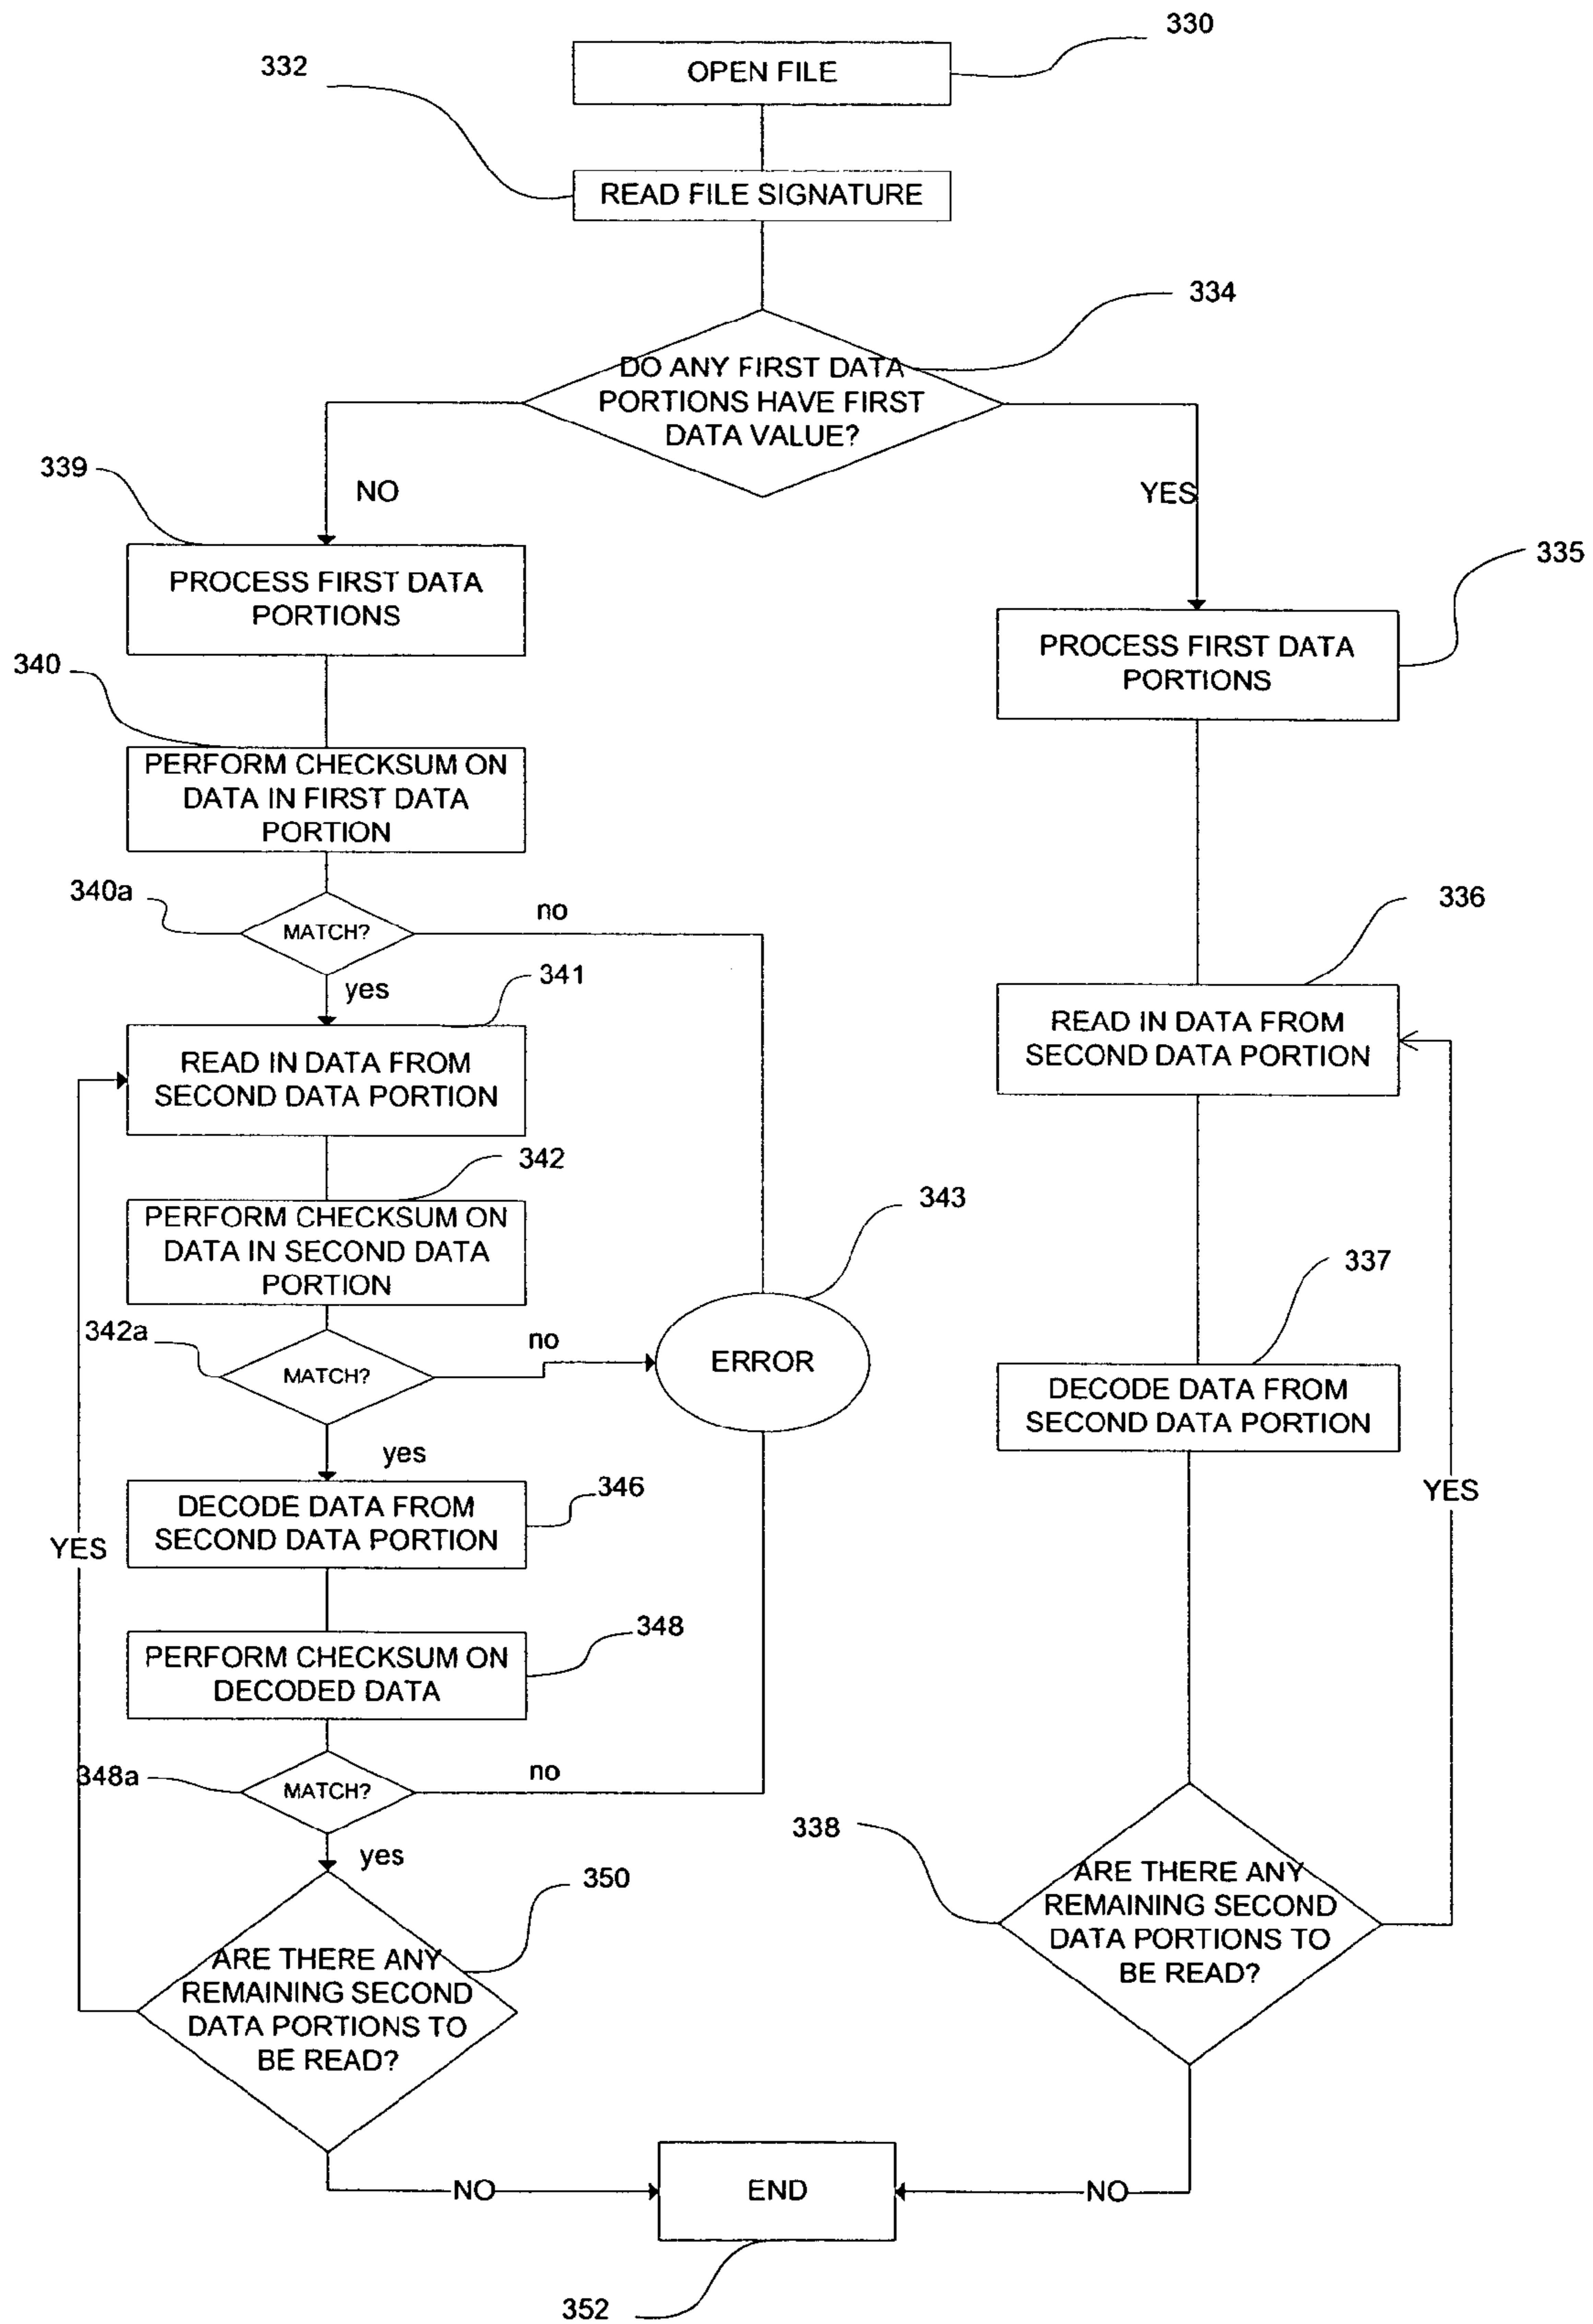 330
332
OPEN FILE
READ FILE SIGNATURE
334
DO ANY FIRST DATA
PORTIONS HAVE FIRST
DATA VALUE?
339
NO
YES
335
PROCESS FIRST DATA
PORTIONS
PROCESS FIRST DATA
PORTIONS
340
PERFORM CHECKSUM ON
DATA IN FIRST DATA
PORTION
340a
MATCH?
no
336
yes
341
READ IN DATA FROM
SECOND DATA PORTION
READ IN DATA FROM
SECOND DATA PORTION
342
PERFORM CHECKSUM ON
DATA IN SECOND DATA
PORTION
343
337
342a
MATCH?
no
ERROR
yes
DECODE DATA FROM
SECOND DATA PORTION
346
DECODE DATA FROM
SECOND DATA PORTION
YES
YES
348
PERFORM CHECKSUM ON
DECODED DATA
348a
MATCH?
no
338
yes
350
ARE THERE ANY
REMAINING SECOND
DATA PORTIONS TO
BE READ?
ARE THERE ANY
REMAINING SECOND
DATA PORTIONS TO
BE READ?
NO
END
NO
352